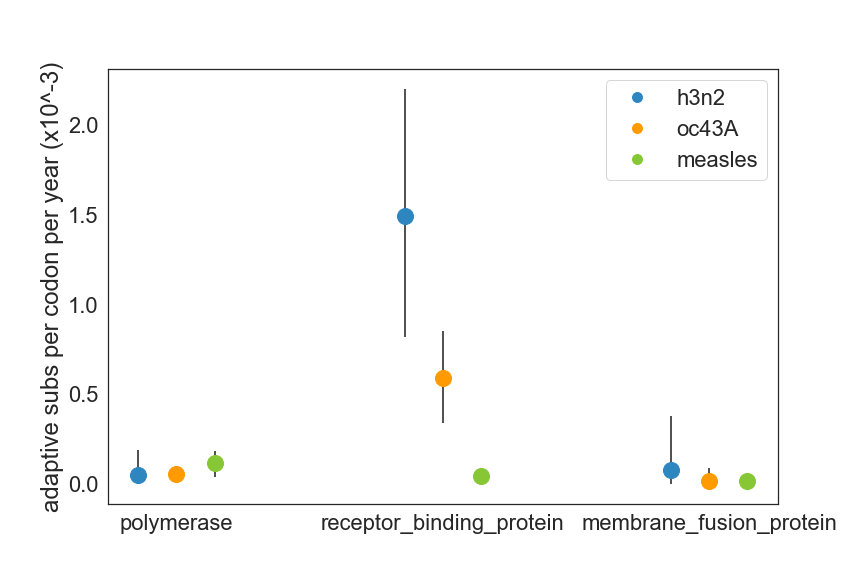 adaptive subs per codon per year (x10^-3)
2.0
1.5
1.0
0.5
0.0
h3n2
oc43A
measles
polymerase
receptor_binding_protein
membrane_fusion_protein